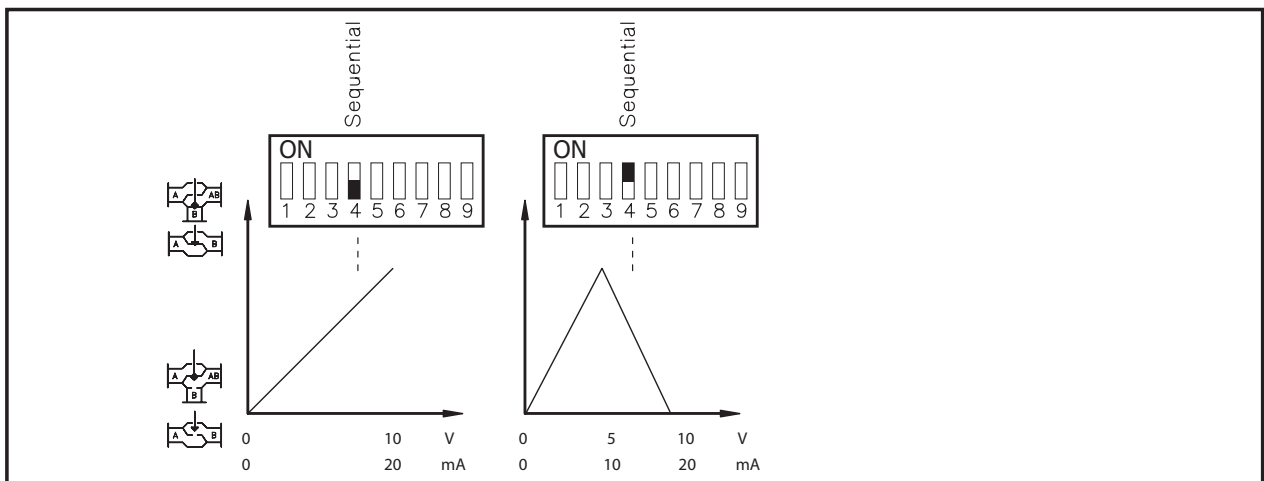 Sequential
Sequential
ON
1 2 3 4 5 6 7 8 9
ON
1 2 3 4 5 6 7 8 9
A AB
B
A B
A AB
B
A B
0 10 V
0 20 mA
0 5 10 V
0 10 20 mA